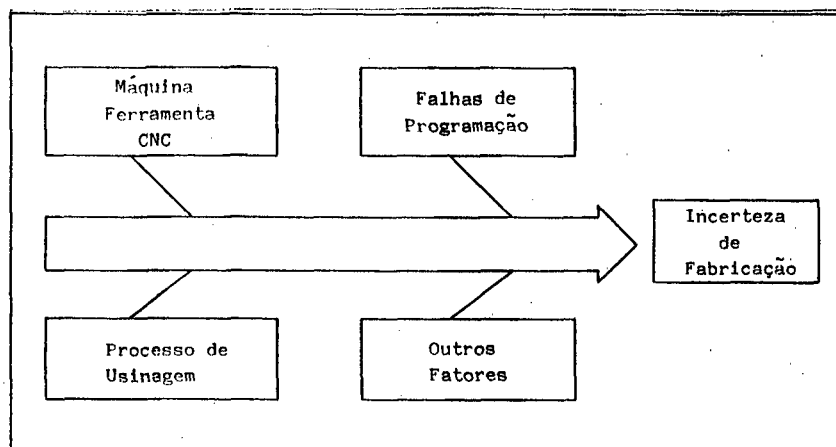 Máquina
Ferramenta
CNC
Falhas de
Programação
Incerteza
de
Fabricação
Processo de
Usinagem
Outros
Fatores